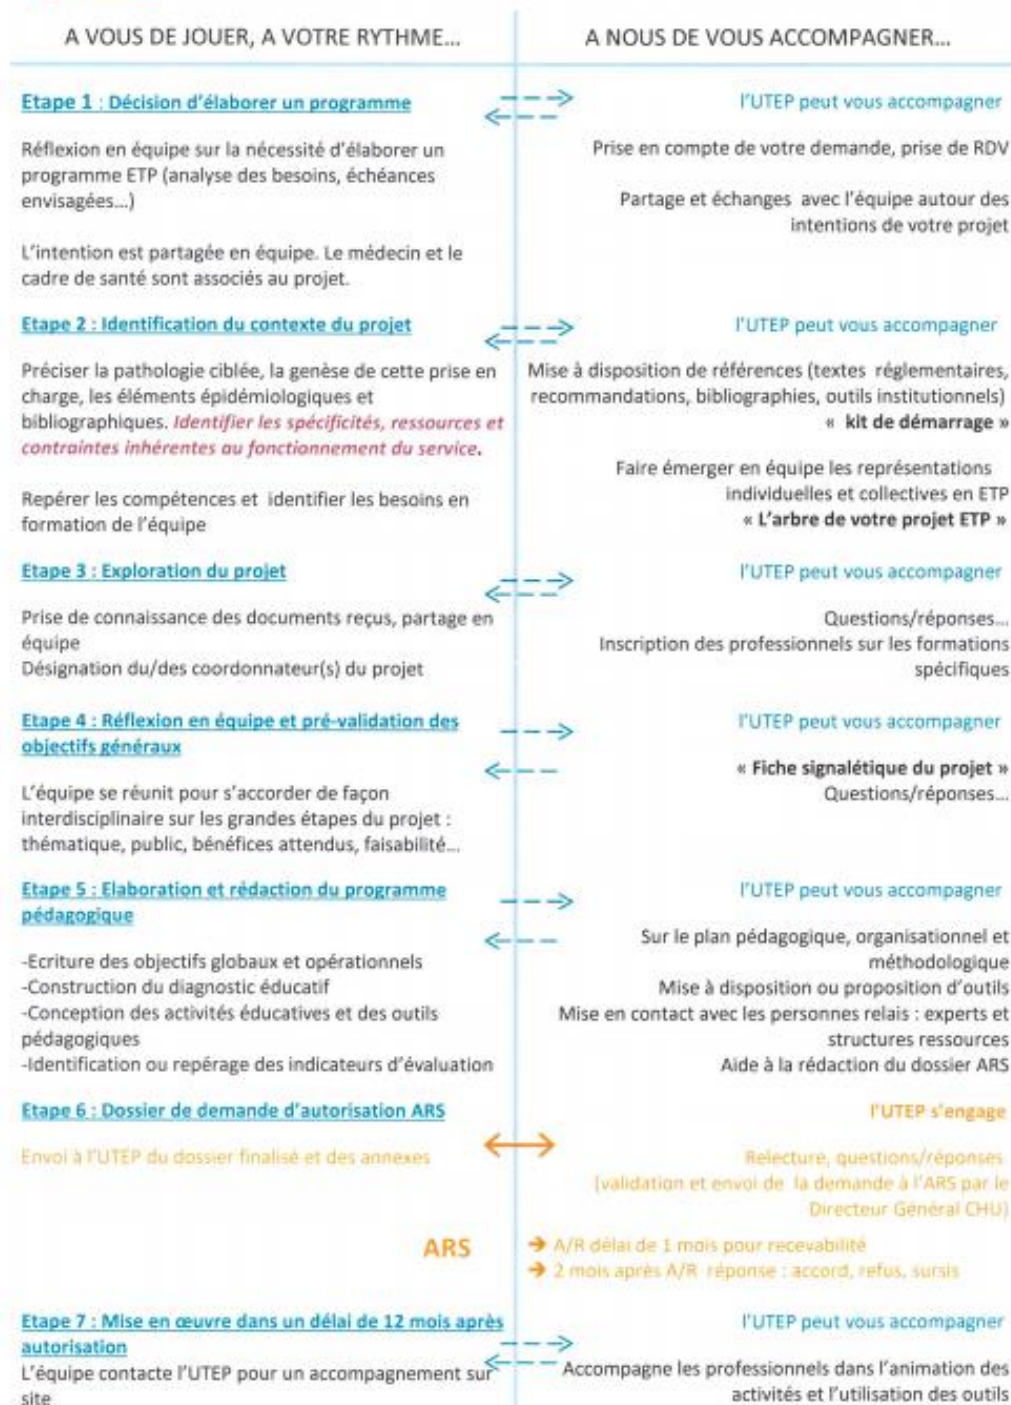 A VOUS DE JOUER, A VOTRE RYTHME...
A NOUS DE VOUS ACCOMPAGNER...
Etape 1 : Décision d'élaborer un programme
l'UTEP peut vous accompagner
Réflexion en équipe sur la nécessité d'élaborer un
programme ETP (analyse des besoins, échéances
envisagées...)
L'intention est partagée en équipe. Le médecin et le
cadre de santé sont associés au projet.
Prise en compte de votre demande, prise de RDV
Partage et échanges avec l'équipe autour des
intentions de votre projet
Etape 2 : Identification du contexte du projet
l'UTEP peut vous accompagner
Préciser la pathologie ciblée, la genèse de cette prise en
charge, les éléments épidémiologiques et
bibliographiques. Identifier les spécificités, ressources et
contraintes inhérentes au fonctionnement du service.
Repérer les compétences et identifier les besoins en
formation de l'équipe
Mise à disposition de références (textes réglementaires,
recommandations, bibliographies, outils institutionnels)
« kit de démarrage »
Faire émerger en équipe les représentations
individuelles et collectives en ETP
« L'arbre de votre projet ETP »
Etape 3 : Exploration du projet
l'UTEP peut vous accompagner
Prise de connaissance des documents reçus, partage en
équipe
Désignation du/des coordonnateur(s) du projet
Questions/réponses...
Inscription des professionnels sur les formations
spécifiques
Etape 4 : Réflexion en équipe et pré-validation des
objectifs généraux
l'UTEP peut vous accompagner
L'équipe se réunit pour s'accorder de façon
interdisciplinaire sur les grandes étapes du projet :
thématique, public, bénéfices attendus, faisabilité...
« Fiche signalétique du projet »
Questions/réponses...
Etape 5 : Elaboration et rédaction du programme
pédagogique
l'UTEP peut vous accompagner
-Ecriture des objectifs globaux et opérationnels
-Construction du diagnostic éducatif
-Conception des activités éducatives et des outils
pédagogiques
-Identification ou repérage des indicateurs d'évaluation
Sur le plan pédagogique, organisationnel et
méthodologique
Mise à disposition ou proposition d'outils
Mise en contact avec les personnes relais : experts et
structures ressources
Aide à la rédaction du dossier ARS
Etape 6 : Dossier de demande d'autorisation ARS
l'UTEP s'engage
Envoi à l'UTEP du dossier finalisé et des annexes
Relecture, questions/réponses
(validation et envoi de la demande à l'ARS par le
Directeur Général CHU)
ARS
➔ A/R délai de 1 mois pour recevabilité
➔ 2 mois après A/R réponse : accord, refus, sursis
Etape 7 : Mise en œuvre dans un délai de 12 mois après
autorisation
l'UTEP peut vous accompagner
L'équipe contacte l'UTEP pour un accompagnement sur
site
Accompagne les professionnels dans l'animation des
activités et l'utilisation des outils